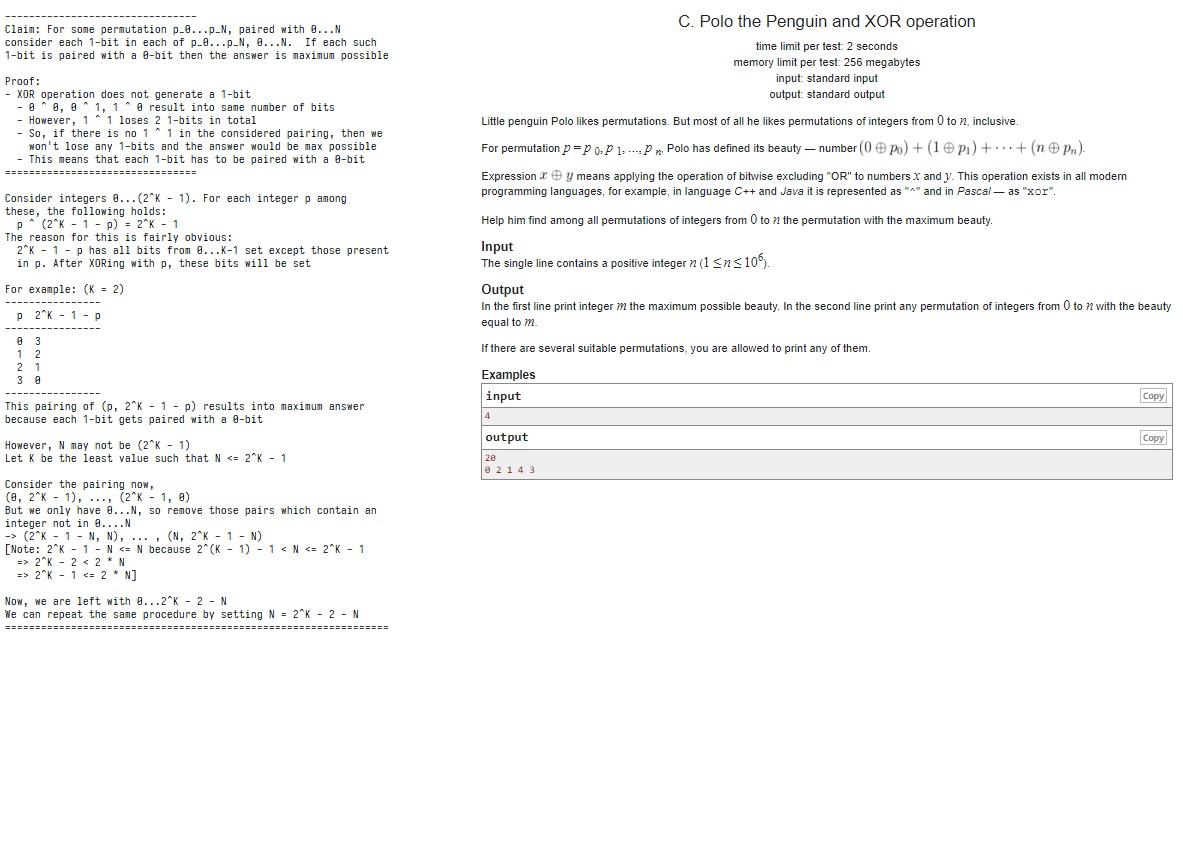 --------------------------------
Claim: For some permutation p_0...p_N, paired with 0...N
consider each 1-bit in each of p_0...p_N, 0...N.  If each such
1-bit is paired with a 0-bit then the answer is maximum possible
Proof:
- XOR operation does not generate a 1-bit
- 0 ^ 0, 0 ^ 1, 1 ^ 0 result into same number of bits
- However, 1 ^ 1 loses 2 1-bits in total
- So, if there is no 1 ^ 1 in the considered pairing, then we
won't lose any 1-bits and the answer would be max possible
- This means that each 1-bit has to be paired with a 0-bit
================================
Consider integers 0...(2^K - 1). For each integer p among
these, the following holds:
p ^ (2^K - 1 - p) = 2^K - 1
The reason for this is fairly obvious:
2^K - 1 - p has all bits from 0...K-1 set except those present
in p. After XORing with p, these bits will be set
For example: (K = 2)
----------------
p  2^K - 1 - p
----------------
0  3
1  2
2  1
3  0
----------------
This pairing of (p, 2^K - 1 - p) results into maximum answer
because each 1-bit gets paired with a 0-bit
However, N may not be (2^K - 1)
Let K be the least value such that N <= 2^K - 1
Consider the pairing now,
(0, 2^K - 1), ..., (2^K - 1, 0)
But we only have 0...N, so remove those pairs which contain an
integer not in 0....N
-> (2^K - 1 - N, N), ... , (N, 2^K - 1 - N)
[Note: 2^K - 1 - N <= N because 2^(K - 1) - 1 < N <= 2^K - 1
=> 2^K - 2 < 2 * N
=> 2^K - 1 <= 2 * N]
Now, we are left with 0...2^K - 2 - N
We can repeat the same procedure by setting N = 2^K - 2 - N
================================================================
C. Polo the Penguin and XOR operation
time limit per test: 2 seconds
memory limit per test: 256 megabytes
input: standard input
output: standard output
Little penguin Polo likes permutations. But most of all he likes permutations of integers from 0 to n, inclusive.
For permutation p = p 0, p 1, ..., p n, Polo has defined its beauty — number (0 ⊕ p₀) + (1 ⊕ p₁) + ⋯ + (n ⊕ pₙ).
Expression x ⊕ y means applying the operation of bitwise excluding "OR" to numbers x and y. This operation exists in all modern
programming languages, for example, in language C++ and Java it is represented as "^" and in Pascal — as "xor".
Help him find among all permutations of integers from 0 to n the permutation with the maximum beauty.
Input
The single line contains a positive integer n (1 ≤ n ≤ 10⁶).
Output
In the first line print integer m the maximum possible beauty. In the second line print any permutation of integers from 0 to n with the beauty
equal to m.
If there are several suitable permutations, you are allowed to print any of them.
Examples
input Copy
4
output Copy
20
0 2 1 4 3